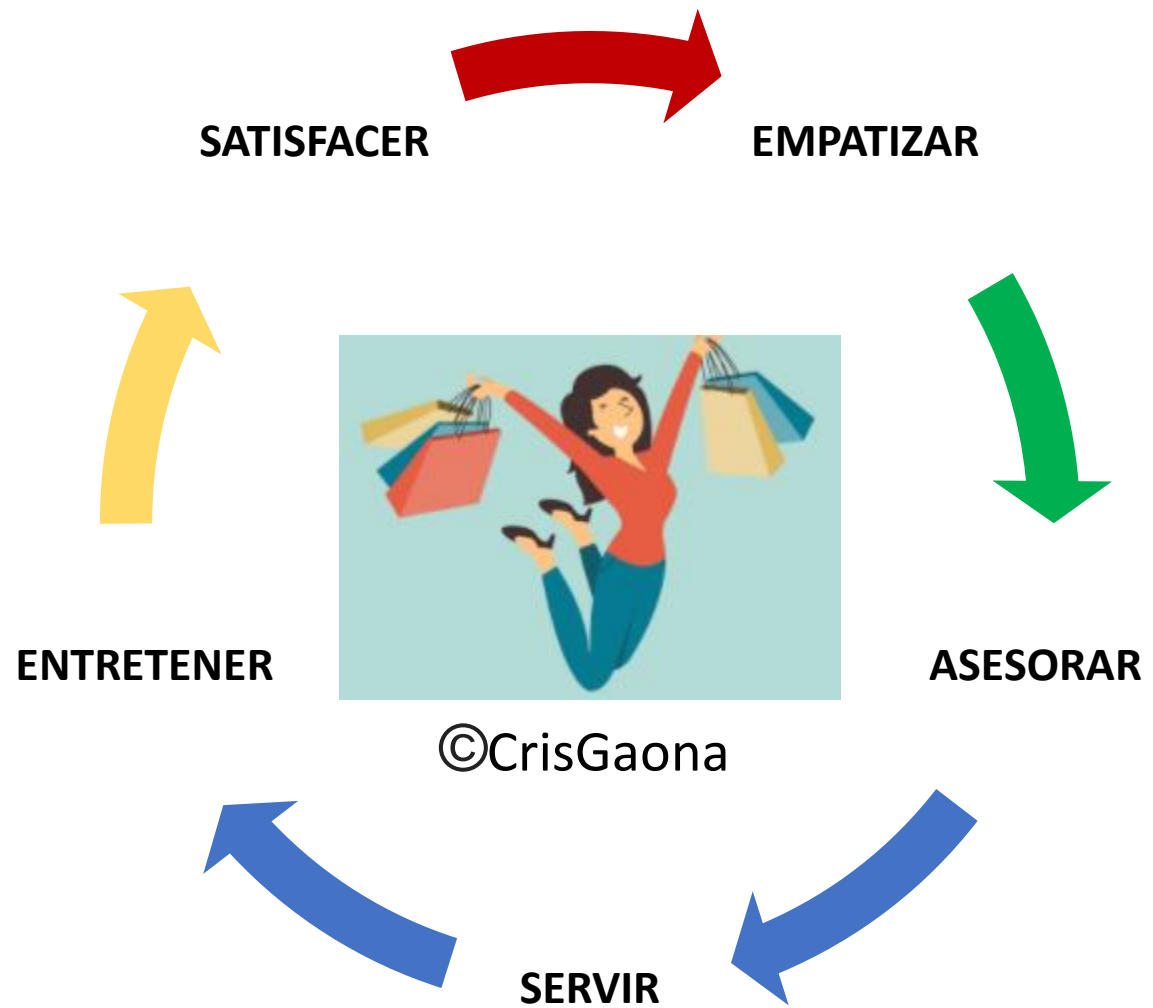 SATISFACER
EMPATIZAR
ENTRETENER
ASESORAR
©CrisGaona
SERVIR